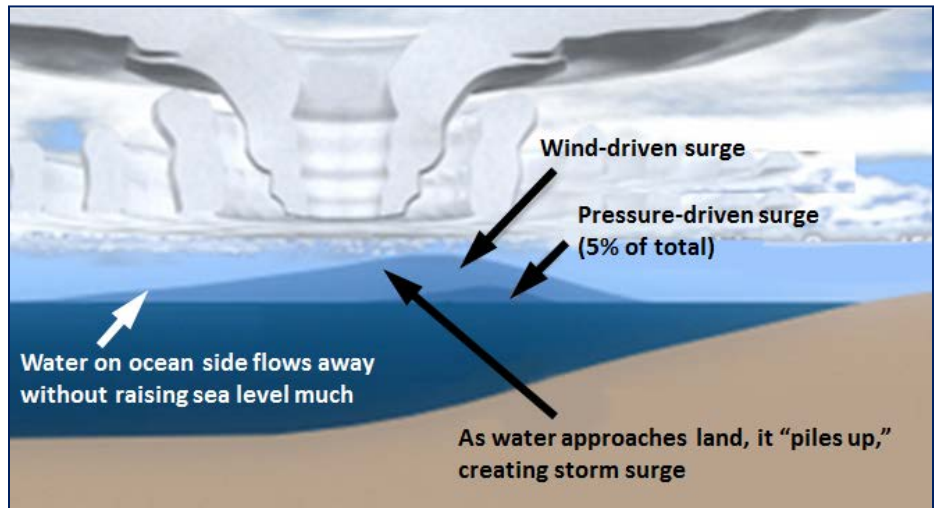 Wind-driven surge
Pressure-driven surge
(5% of total)
Water on ocean side flows away
without raising sea level much
As water approaches land, it “piles up,”
creating storm surge